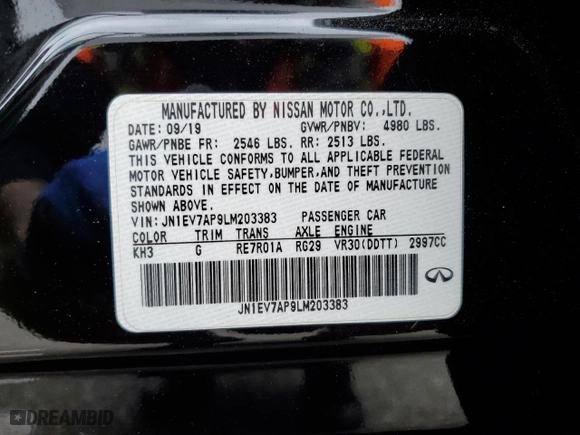 MANUFACTURED BY NISSAN MOTOR CO.,LTD.
DATE: 09/19 GVWR/PNBV: 4980 LBS.
GAWR/PNBE FR: 2546 LBS. RR: 2513 LBS.
THIS VEHICLE CONFORMS TO ALL APPLICABLE FEDERAL
MOTOR VEHICLE SAFETY,BUMPER,AND THEFT PREVENTION
STANDARDS IN EFFECT ON THE DATE OF MANUFACTURE
SHOWN ABOVE.
VIN: JN1EV7AP9LM203383 PASSENGER CAR
COLOR TRIM TRANS AXLE ENGINE
KH3 G RE7R01A RG29 VR30(DDTT) 2997CC
JN1EV7AP9LM203383
DREAMBID